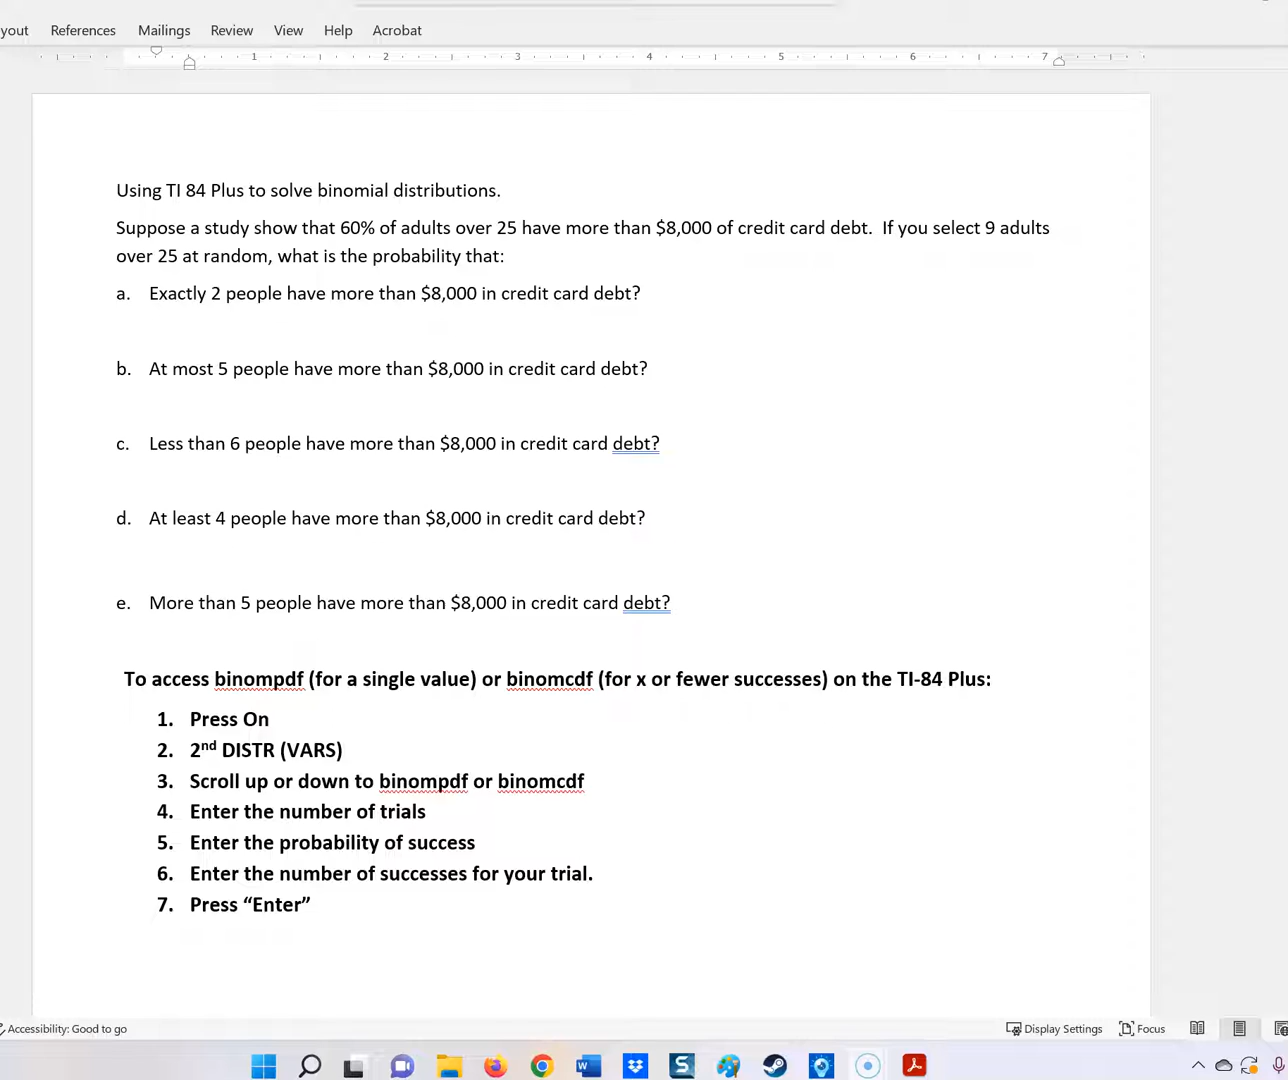 yout References Mailings Review View Help Acrobat
1 2 3 4 5 6 7
Using TI 84 Plus to solve binomial distributions.
Suppose a study show that 60% of adults over 25 have more than $8,000 of credit card debt. If you select 9 adults
over 25 at random, what is the probability that:
a. Exactly 2 people have more than $8,000 in credit card debt?
b. At most 5 people have more than $8,000 in credit card debt?
c. Less than 6 people have more than $8,000 in credit card debt?
d. At least 4 people have more than $8,000 in credit card debt?
e. More than 5 people have more than $8,000 in credit card debt?
To access binompdf (for a single value) or binomcdf (for x or fewer successes) on the TI-84 Plus:
1. Press On
2. 2nd DISTR (VARS)
3. Scroll up or down to binompdf or binomcdf
4. Enter the number of trials
5. Enter the probability of success
6. Enter the number of successes for your trial.
7. Press “Enter”
Accessibility: Good to go Display Settings Focus